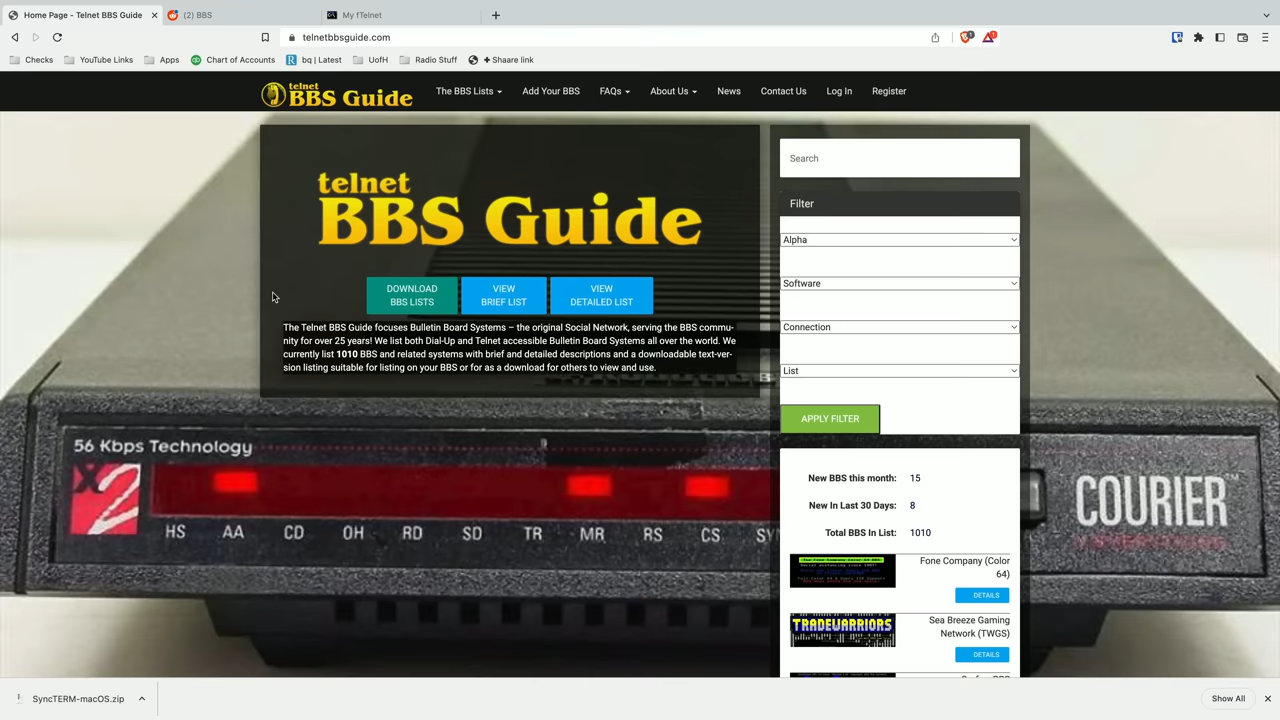 Home Page - Telnet BBS Guide
(2) BBS
My fTelnet
telnetbbsguide.com
Checks
YouTube Links
Apps
Chart of Accounts
bq | Latest
UofH
Radio Stuff
+ Shaare link
telnet
BBS Guide
The BBS Lists
Add Your BBS
FAQs
About Us
News
Contact Us
Log In
Register
telnet
BBS Guide
DOWNLOAD
BBS LISTS
VIEW
BRIEF LIST
VIEW
DETAILED LIST
The Telnet BBS Guide focuses Bulletin Board Systems – the original Social Network, serving the BBS commu-
nity for over 25 years! We list both Dial-Up and Telnet accessible Bulletin Board Systems all over the world. We
currently list 1010 BBS and related systems with brief and detailed descriptions and a downloadable text-ver-
sion listing suitable for listing on your BBS or for as a download for others to view and use.
Search
Filter
Alpha
Software
Connection
List
APPLY FILTER
56 Kbps Technology
x2
HS AA CD OH RD SD TR MR RS CS
COURIER
New BBS this month: 15
New In Last 30 Days: 8
Total BBS In List: 1010
Fone Company (Color
64)
DETAILS
TRADEWARRIORS
Sea Breeze Gaming
Network (TWGS)
DETAILS
SyncTERM-macOS.zip
Show All